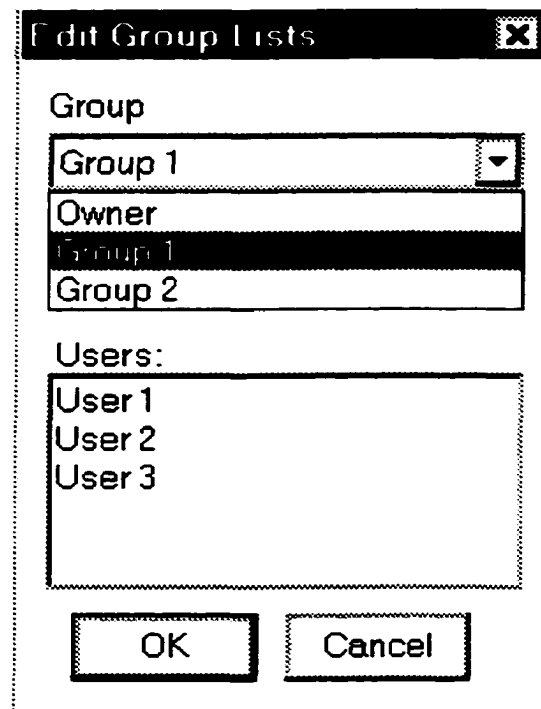 Edit Group Lists
Group
Group 1
Owner
Group 1
Group 2
Users:
User 1
User 2
User 3
OK Cancel